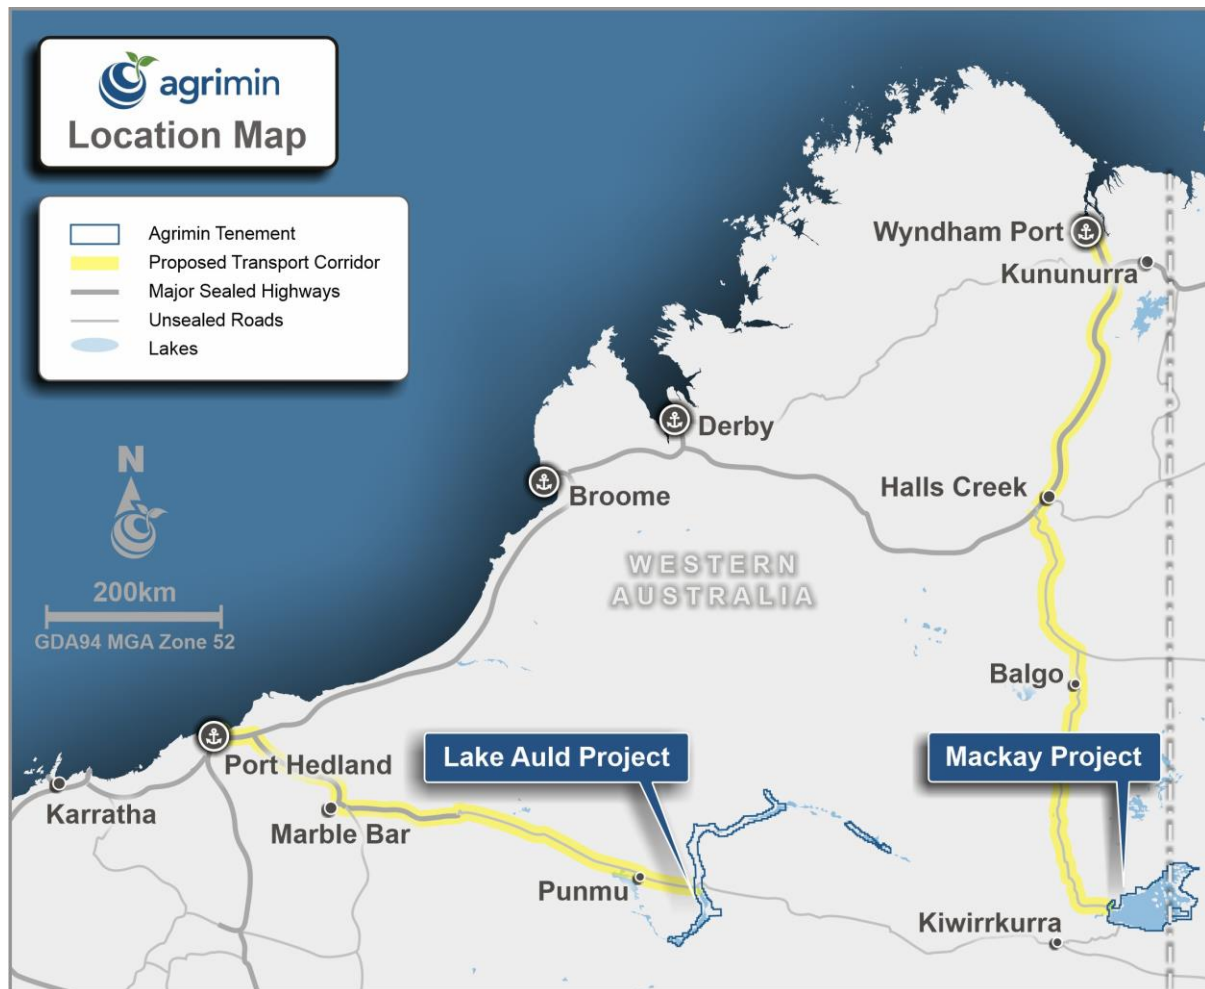 agrimin
Location Map
Agrimin Tenement
Proposed Transport Corridor
Major Sealed Highways
Unsealed Roads
Lakes
N
200km
GDA94 MGA Zone 52
Wyndham Port
Kununurra
Derby
Broome
Halls Creek
WESTERN
AUSTRALIA
Balgo
Lake Auld Project
Mackay Project
Port Hedland
Karratha
Marble Bar
Punmu
Kiwirrkurra